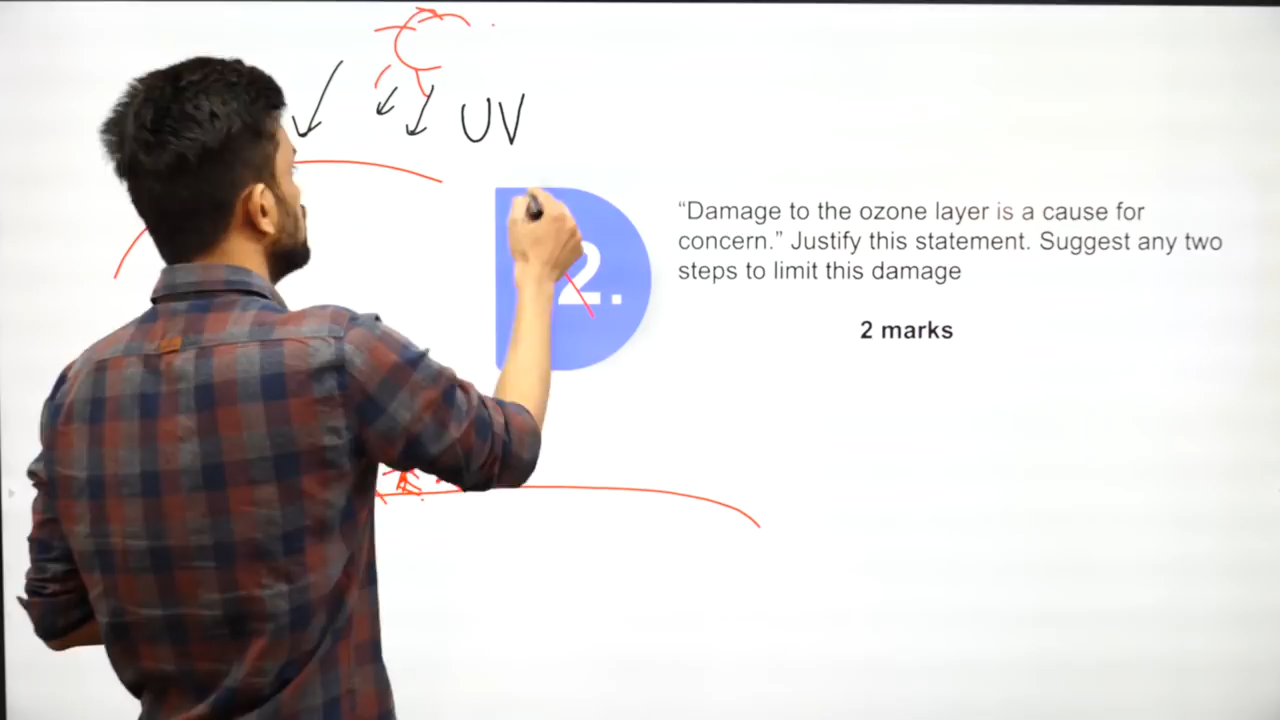 UV
2.
“Damage to the ozone layer is a cause for
concern.” Justify this statement. Suggest any two
steps to limit this damage
2 marks